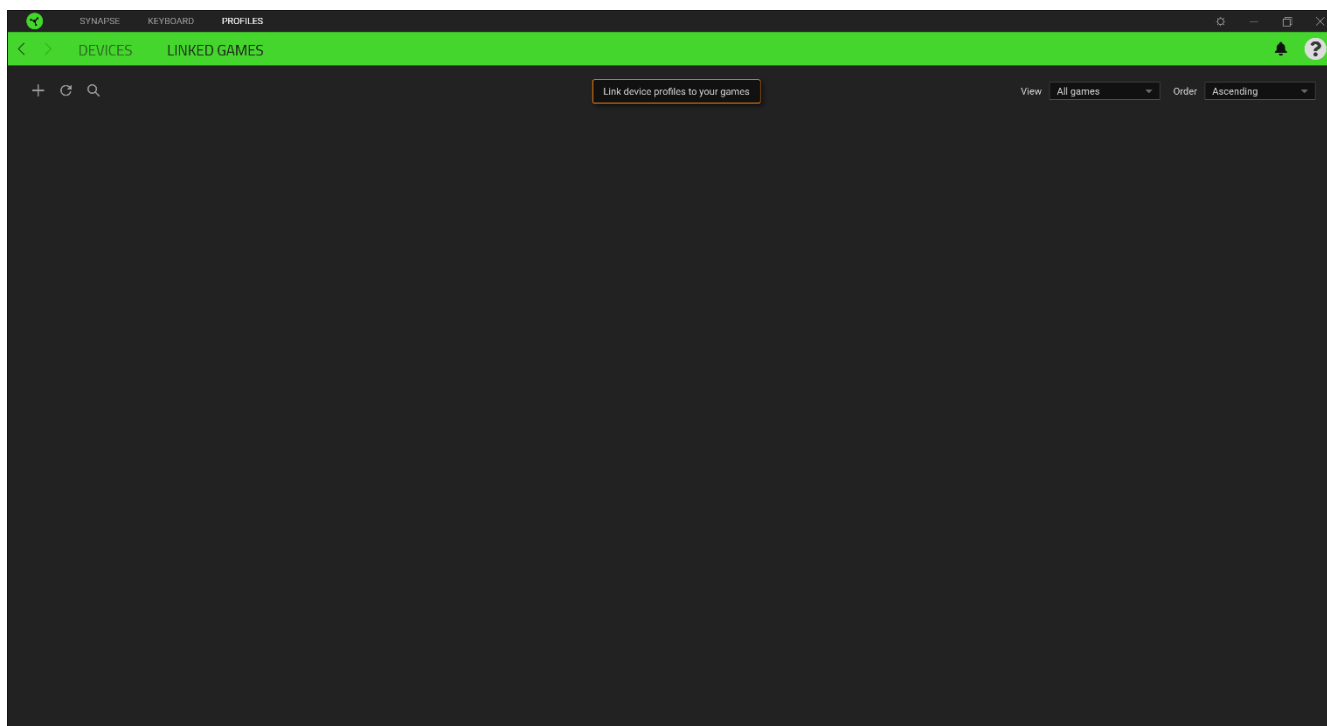 SYNAPSE KEYBOARD PROFILES
DEVICES LINKED GAMES ?
Link device profiles to your games View All games Order Ascending